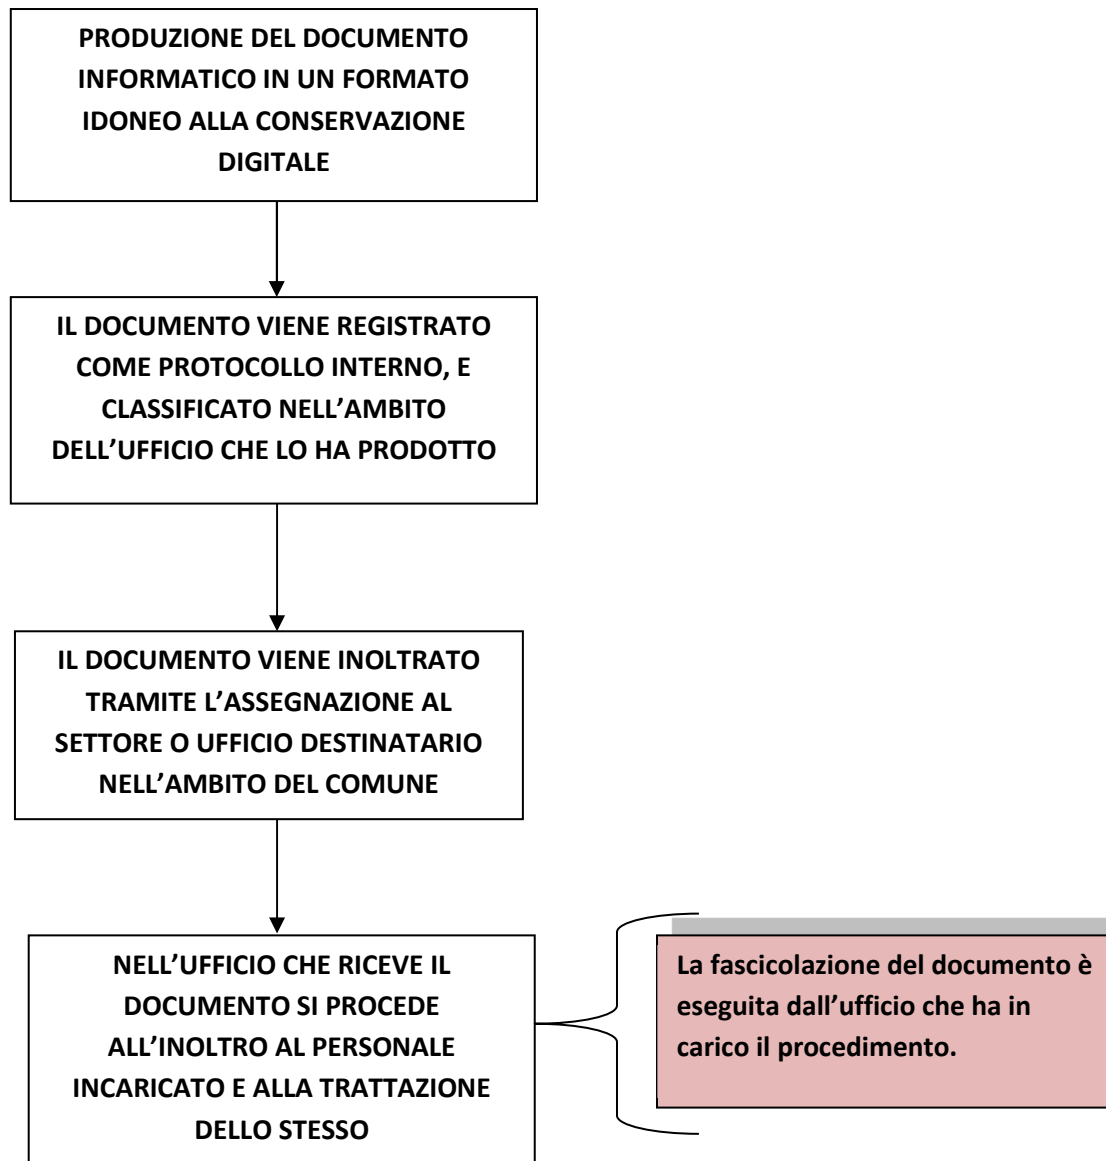 PRODUZIONE DEL DOCUMENTO
INFORMATICO IN UN FORMATO
IDONEO ALLA CONSERVAZIONE
DIGITALE
IL DOCUMENTO VIENE REGISTRATO
COME PROTOCOLLO INTERNO, E
CLASSIFICATO NELL’AMBITO
DELL’UFFICIO CHE LO HA PRODOTTO
IL DOCUMENTO VIENE INOLTRATO
TRAMITE L’ASSEGNAZIONE AL
SETTORE O UFFICIO DESTINATARIO
NELL’AMBITO DEL COMUNE
NELL’UFFICIO CHE RICEVE IL
DOCUMENTO SI PROCEDE
ALL’INOLTRO AL PERSONALE
INCARICATO E ALLA TRATTAZIONE
DELLO STESSO
La fascicolazione del documento è
eseguita dall’ufficio che ha in
carico il procedimento.